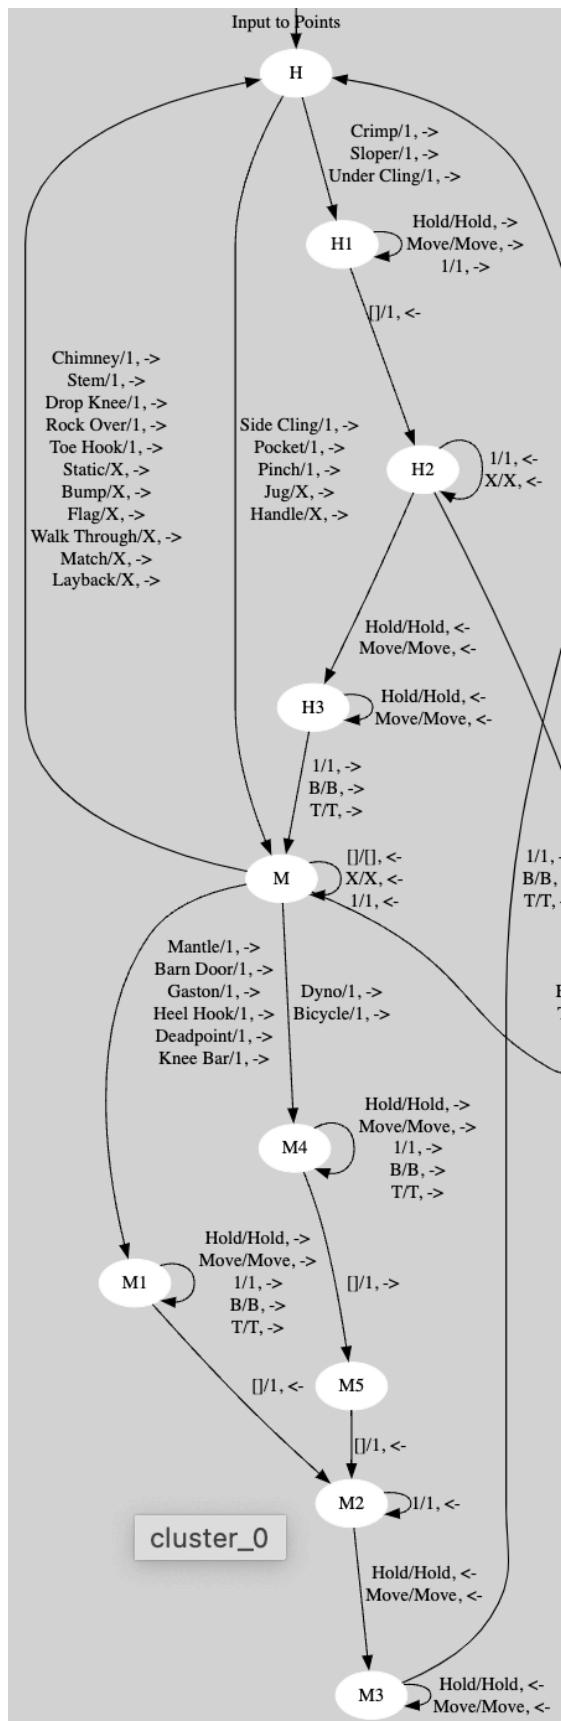 Input to Points
H
Crimp/1, ->
Sloper/1, ->
Under Cling/1, ->
H1
Hold/Hold, ->
Move/Move, ->
1/1, ->
[]/1, <-
Chimney/1, ->
Stem/1, ->
Drop Knee/1, ->
Rock Over/1, ->
Toe Hook/1, ->
Static/X, ->
Bump/X, ->
Flag/X, ->
Walk Through/X, ->
Match/X, ->
Layback/X, ->
Side Cling/1, ->
Pocket/1, ->
Pinch/1, ->
Jug/X, ->
Handle/X, ->
H2
1/1, <-
X/X, <-
Hold/Hold, <-
Move/Move, <-
H3
Hold/Hold, <-
Move/Move, <-
1/1, ->
B/B, ->
T/T, ->
M
[]/[], <-
X/X, <-
1/1, <-
1/1, -
B/B,
T/T,
Mantle/1, ->
Barn Door/1, ->
Gaston/1, ->
Heel Hook/1, ->
Deadpoint/1, ->
Knee Bar/1, ->
Dyno/1, ->
Bicycle/1, ->
M4
Hold/Hold, ->
Move/Move, ->
1/1, ->
B/B, ->
T/T, ->
M1
Hold/Hold, ->
Move/Move, ->
1/1, ->
B/B, ->
T/T, ->
[]/1, ->
[]/1, <-
M5
[]/1, <-
M2
1/1, <-
cluster_0
Hold/Hold, <-
Move/Move, <-
M3
Hold/Hold, <-
Move/Move, <-